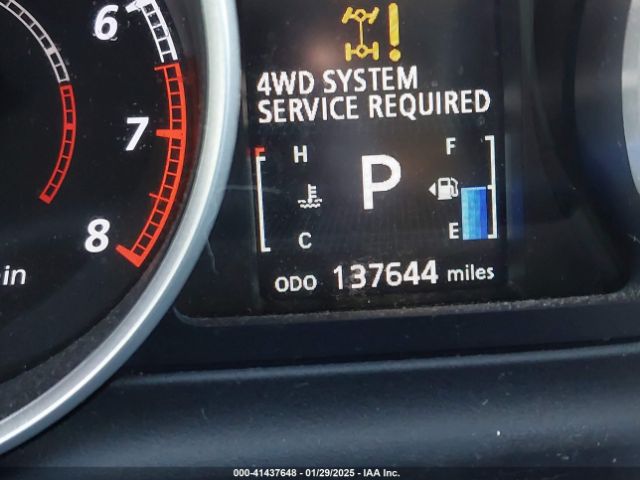 6
7
8
in
4WD SYSTEM
SERVICE REQUIRED
H
F
P
C
E
ODO 137644 miles
000-41437648 - 01/29/2025 - IAA Inc.